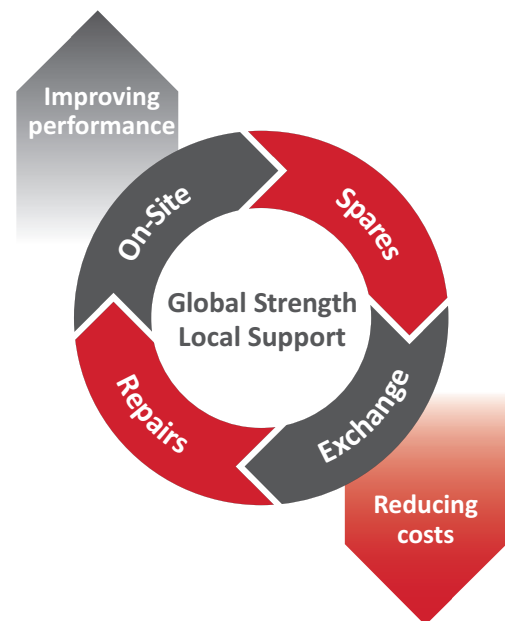 Improving
performance
On-Site
Spares
Global Strength
Local Support
Repairs
Exchange
Reducing
costs